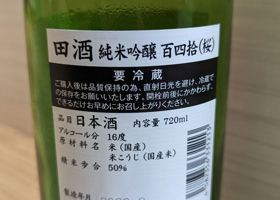 田酒 純米吟醸 百四拾(桜)
要冷蔵
ご購入後は品質保持の為、直射日光を避け、冷蔵で
の保存をお願いいたします。開栓前後にかかわらず、
できるだけお早めにお召し上がりください。
品目 日本酒 内容量 720ml
アルコール分 16度
原材料名 米(国産)
米こうじ(国産米)
精米歩合 50%
製造年月